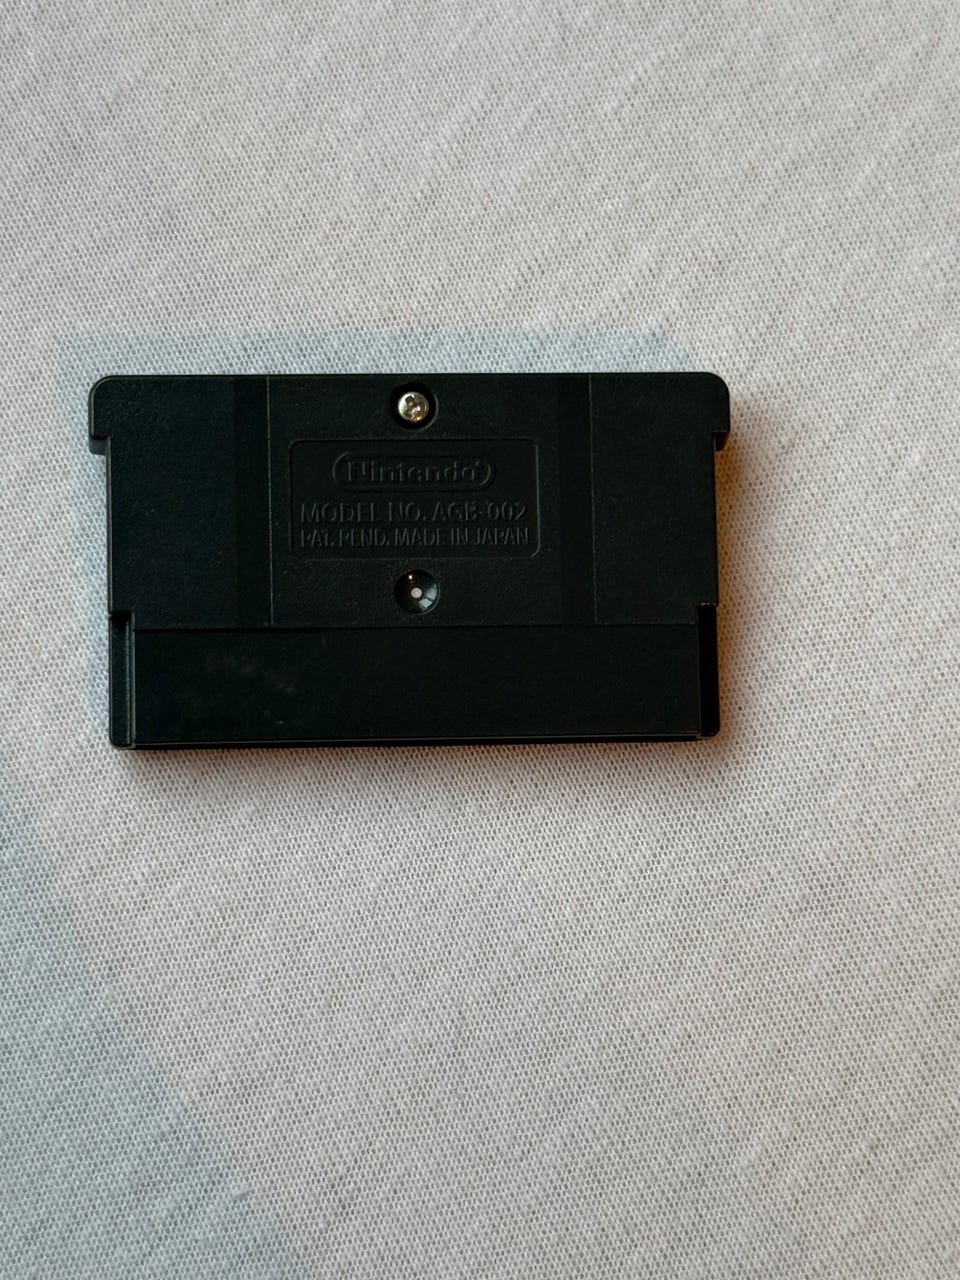 Nintendo®
MODEL NO. AGB-002
PAT. PEND. MADE IN JAPAN